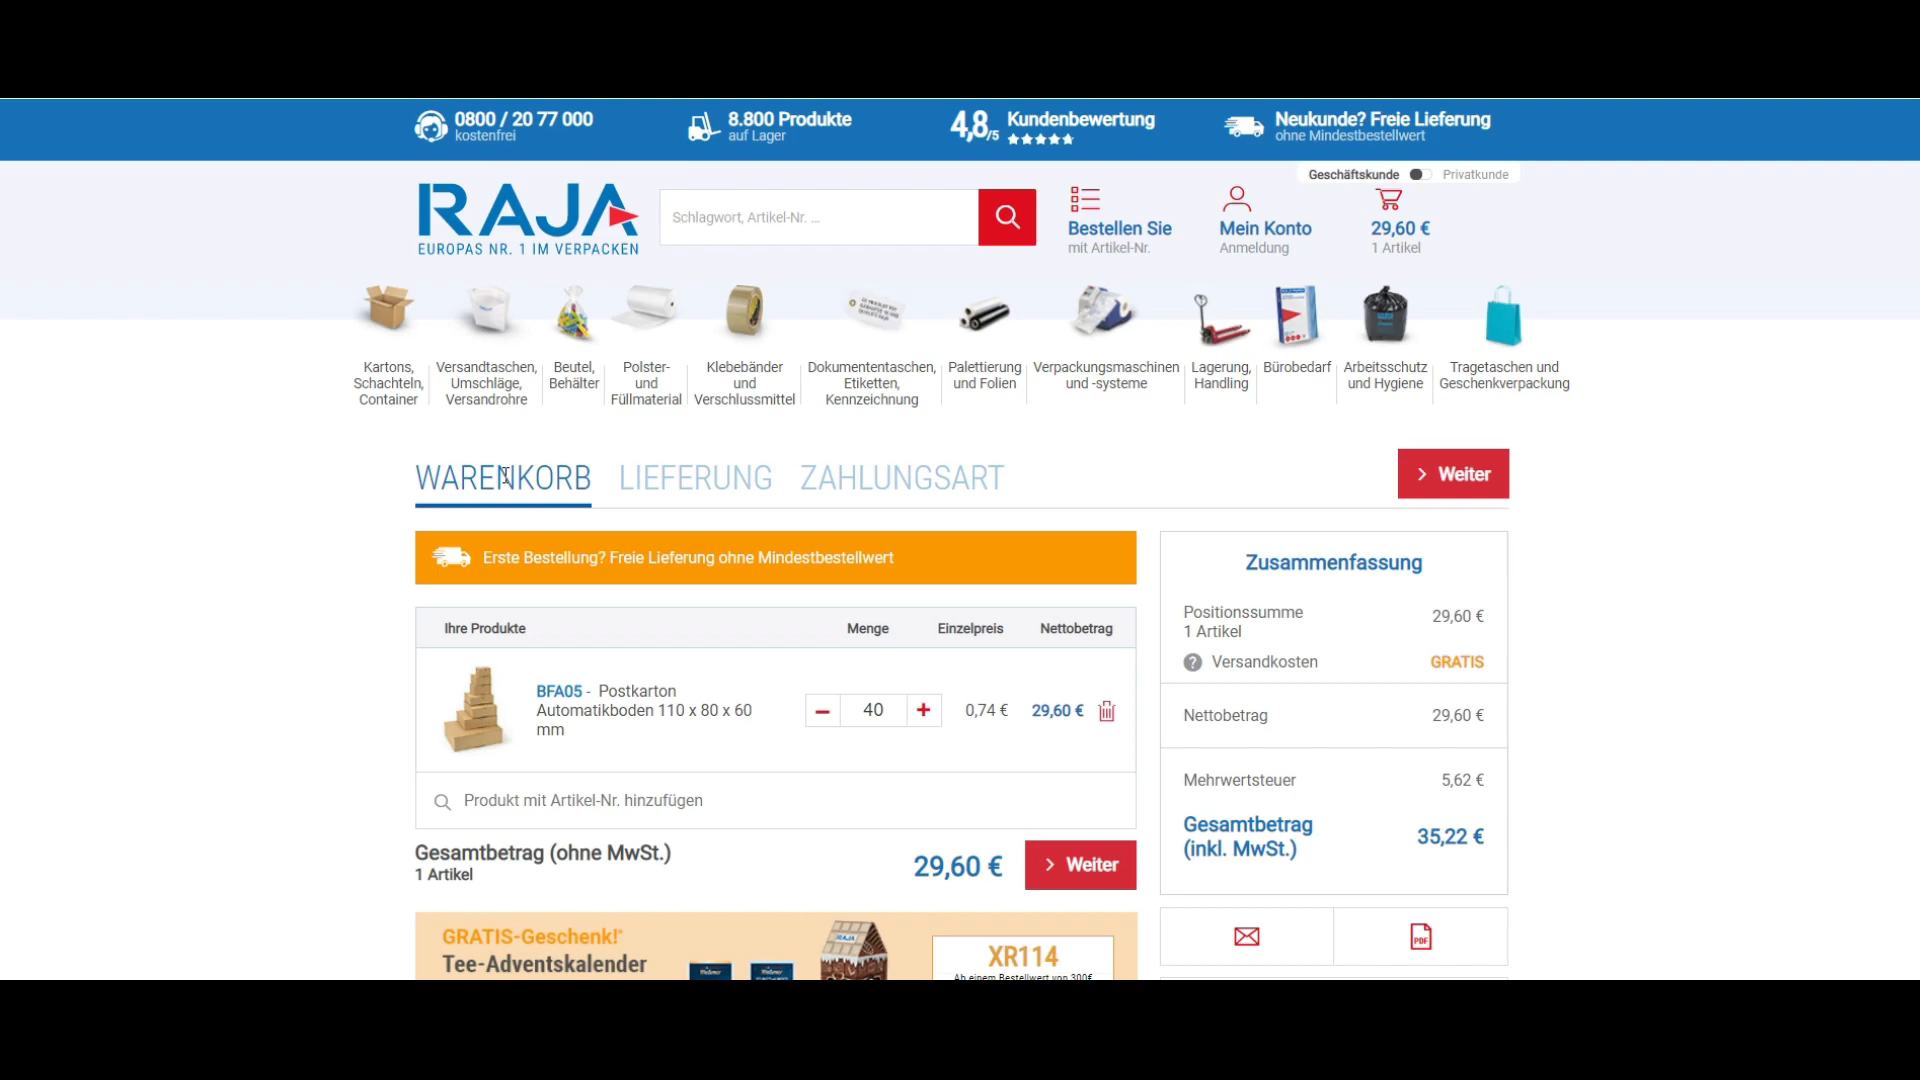 0800 / 20 77 000
kostenfrei
8.800 Produkte
auf Lager
4,8/5
Kundenbewertung
Neukunde? Freie Lieferung
ohne Mindestbestellwert
Geschäftskunde
Privatkunde
RAJA
EUROPAS NR. 1 IM VERPACKEN
Schlagwort, Artikel-Nr. ...
Bestellen Sie
mit Artikel-Nr.
Mein Konto
Anmeldung
29,60 €
1 Artikel
Kartons,
Schachteln,
Container
Versandtaschen,
Umschläge,
Versandrohre
Beutel,
Behälter
Polster-
und
Füllmaterial
Klebebänder
und
Verschlussmittel
Dokumententaschen,
Etiketten,
Kennzeichnung
Palettierung
und Folien
Verpackungsmaschinen
und -systeme
Lagerung,
Handling
Bürobedarf
Arbeitsschutz
und Hygiene
Tragetaschen und
Geschenkverpackung
WARENKORB
LIEFERUNG
ZAHLUNGSART
Weiter
Erste Bestellung? Freie Lieferung ohne Mindestbestellwert
Ihre Produkte Menge Einzelpreis Nettobetrag
BFA05 - Postkarton
Automatikboden 110 x 80 x 60
mm
40
0,74 €
29,60 €
Produkt mit Artikel-Nr. hinzufügen
Gesamtbetrag (ohne MwSt.)
1 Artikel
29,60 €
Weiter
GRATIS-Geschenk!*
Tee-Adventskalender
RAJA
XR114
Ab einem Bestellwert von 300€
Zusammenfassung
Positionssumme
1 Artikel
29,60 €
? Versandkosten GRATIS
Nettobetrag 29,60 €
Mehrwertsteuer 5,62 €
Gesamtbetrag
(inkl. MwSt.)
35,22 €
PDF